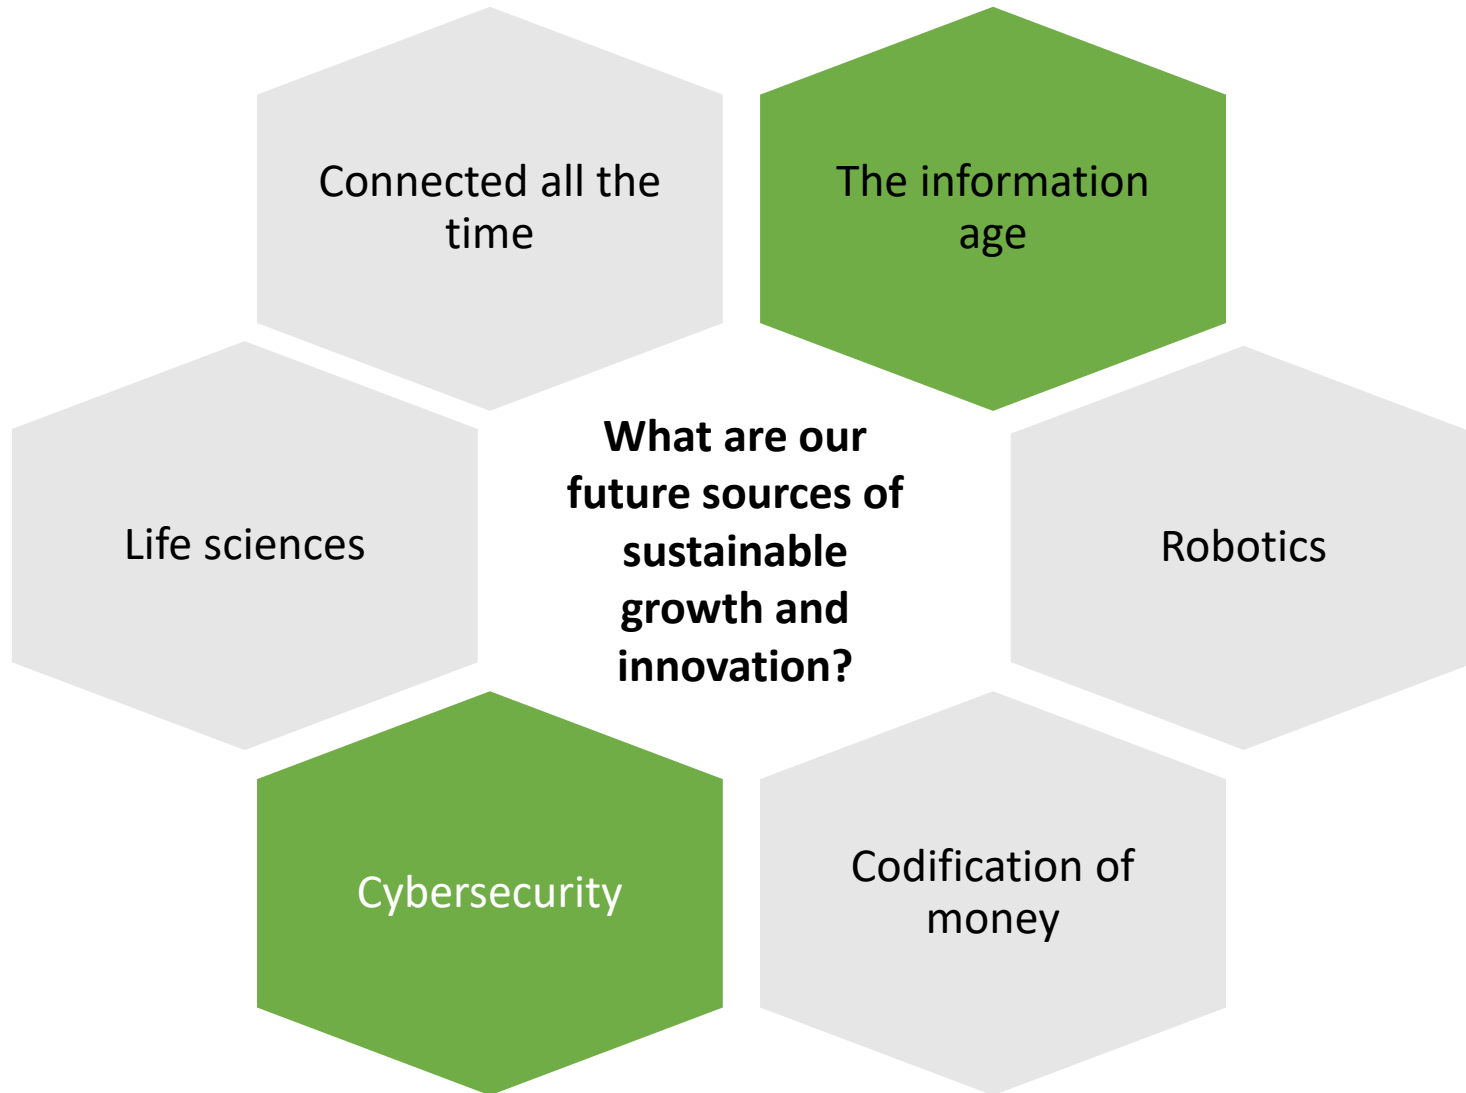 Connected all the
time
The information
age
What are our
future sources of
sustainable
growth and
innovation?
Life sciences
Robotics
Cybersecurity
Codification of
money